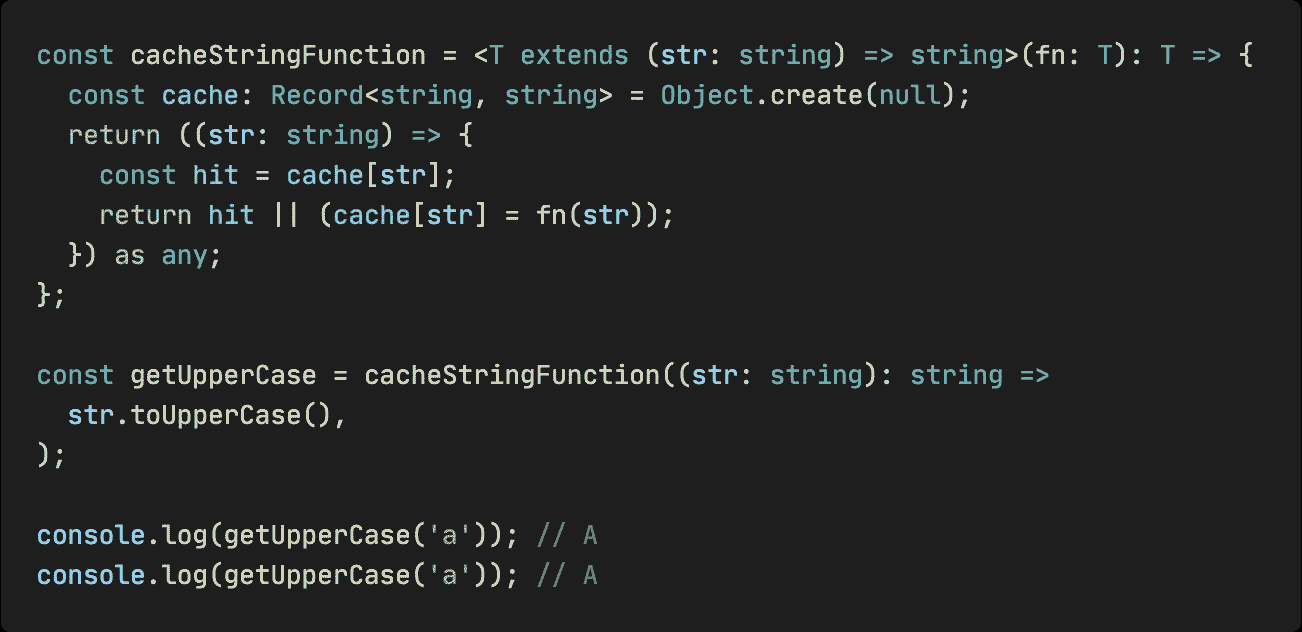 const cacheStringFunction = <T extends (str: string) => string>(fn: T): T => {
  const cache: Record<string, string> = Object.create(null);
  return ((str: string) => {
    const hit = cache[str];
    return hit || (cache[str] = fn(str));
  }) as any;
};

const getUpperCase = cacheStringFunction((str: string): string =>
  str.toUpperCase(),
);

console.log(getUpperCase('a')); // A
console.log(getUpperCase('a')); // A